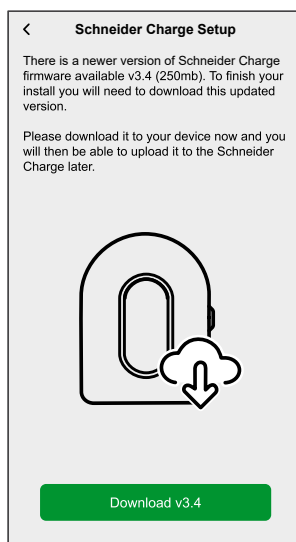 Schneider Charge Setup
There is a newer version of Schneider Charge
firmware available v3.4 (250mb). To finish your
install you will need to download this updated
version.
Please download it to your device now and you
will then be able to upload it to the Schneider
Charge later.
Download v3.4